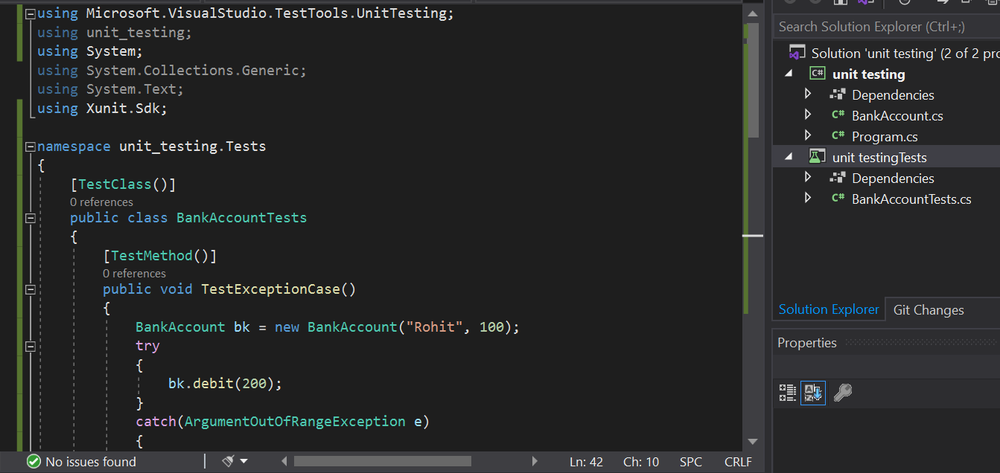 using Microsoft.VisualStudio.TestTools.UnitTesting;
using unit_testing;
using System;
using System.Collections.Generic;
using System.Text;
using Xunit.Sdk;
namespace unit_testing.Tests
{
[TestClass()]
0 references
public class BankAccountTests
{
[TestMethod()]
0 references
public void TestExceptionCase()
{
BankAccount bk = new BankAccount("Rohit", 100);
try
{
bk.debit(200);
}
catch(ArgumentOutOfRangeException e)
{
No issues found
Ln: 42 Ch: 10 SPC CRLF
Search Solution Explorer (Ctrl+;)
Solution 'unit testing' (2 of 2 pro
C# unit testing
Dependencies
C# BankAccount.cs
C# Program.cs
unit testingTests
Dependencies
C# BankAccountTests.cs
Solution Explorer Git Changes
Properties